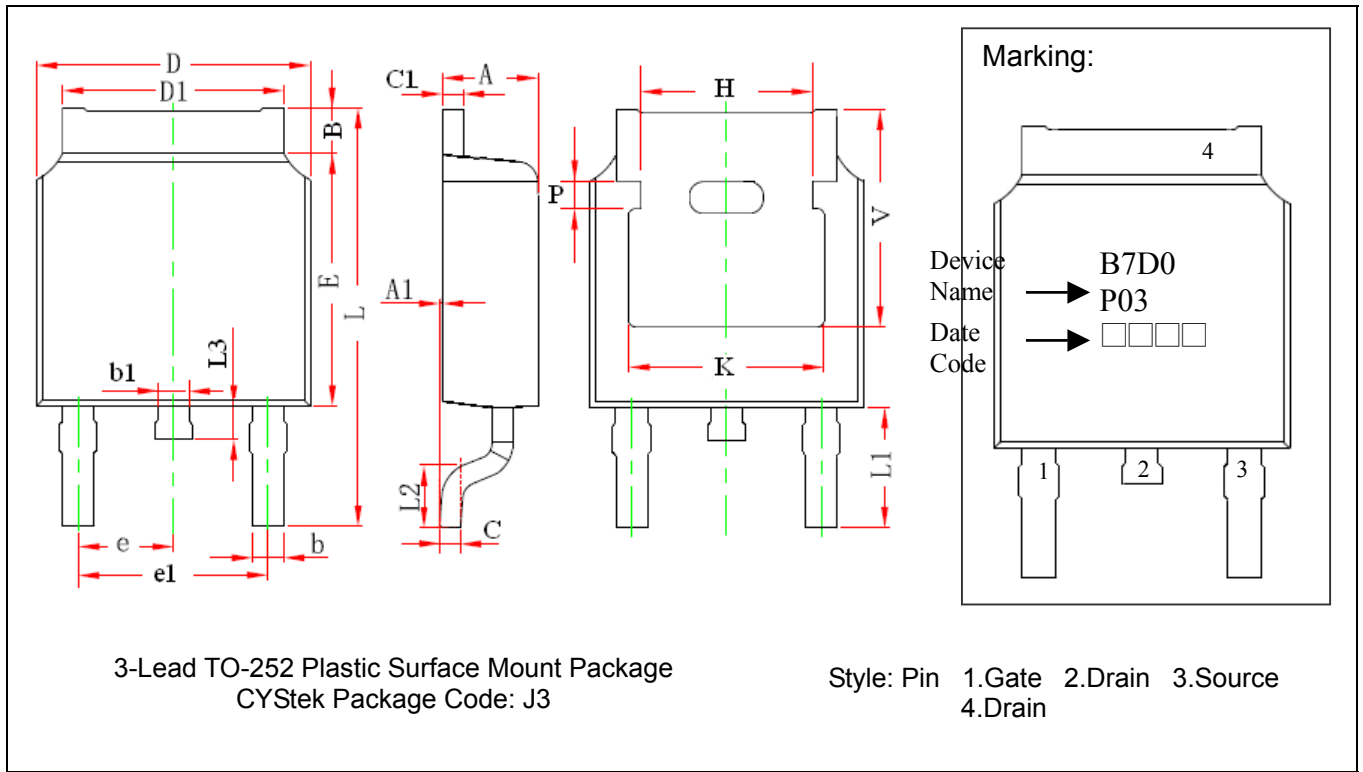 D
D1
B
E
L
L3
b1
e
e1
b
C1
A
A1
L2
C
H
P
V
K
L1
Marking:
4
Device
Name
B7D0
P03
Date
Code
□□□□
1
2
3
3-Lead TO-252 Plastic Surface Mount Package
CYStek Package Code: J3
Style: Pin 1.Gate 2.Drain 3.Source
4.Drain